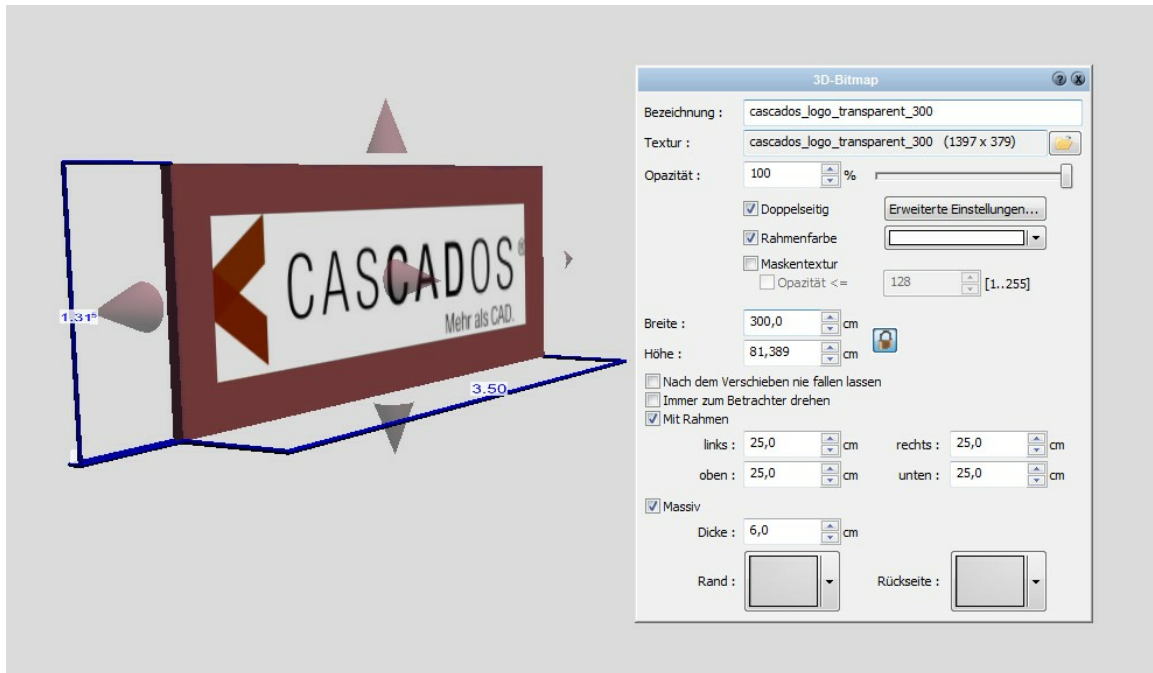 1.31⁵
CASCADOS®
Mehr als CAD.
3.50
3D-Bitmap
Bezeichnung : cascados_logo_transparent_300
Textur : cascados_logo_transparent_300 (1397 x 379)
Opazität : 100 %
Doppelseitig Erweiterte Einstellungen...
Rahmenfarbe
Maskentextur
Opazität <= 128 [1..255]
Breite : 300,0 cm
Höhe : 81,389 cm
Nach dem Verschieben nie fallen lassen
Immer zum Betrachter drehen
Mit Rahmen
links : 25,0 cm rechts : 25,0 cm
oben : 25,0 cm unten : 25,0 cm
Massiv
Dicke : 6,0 cm
Rand : Rückseite :